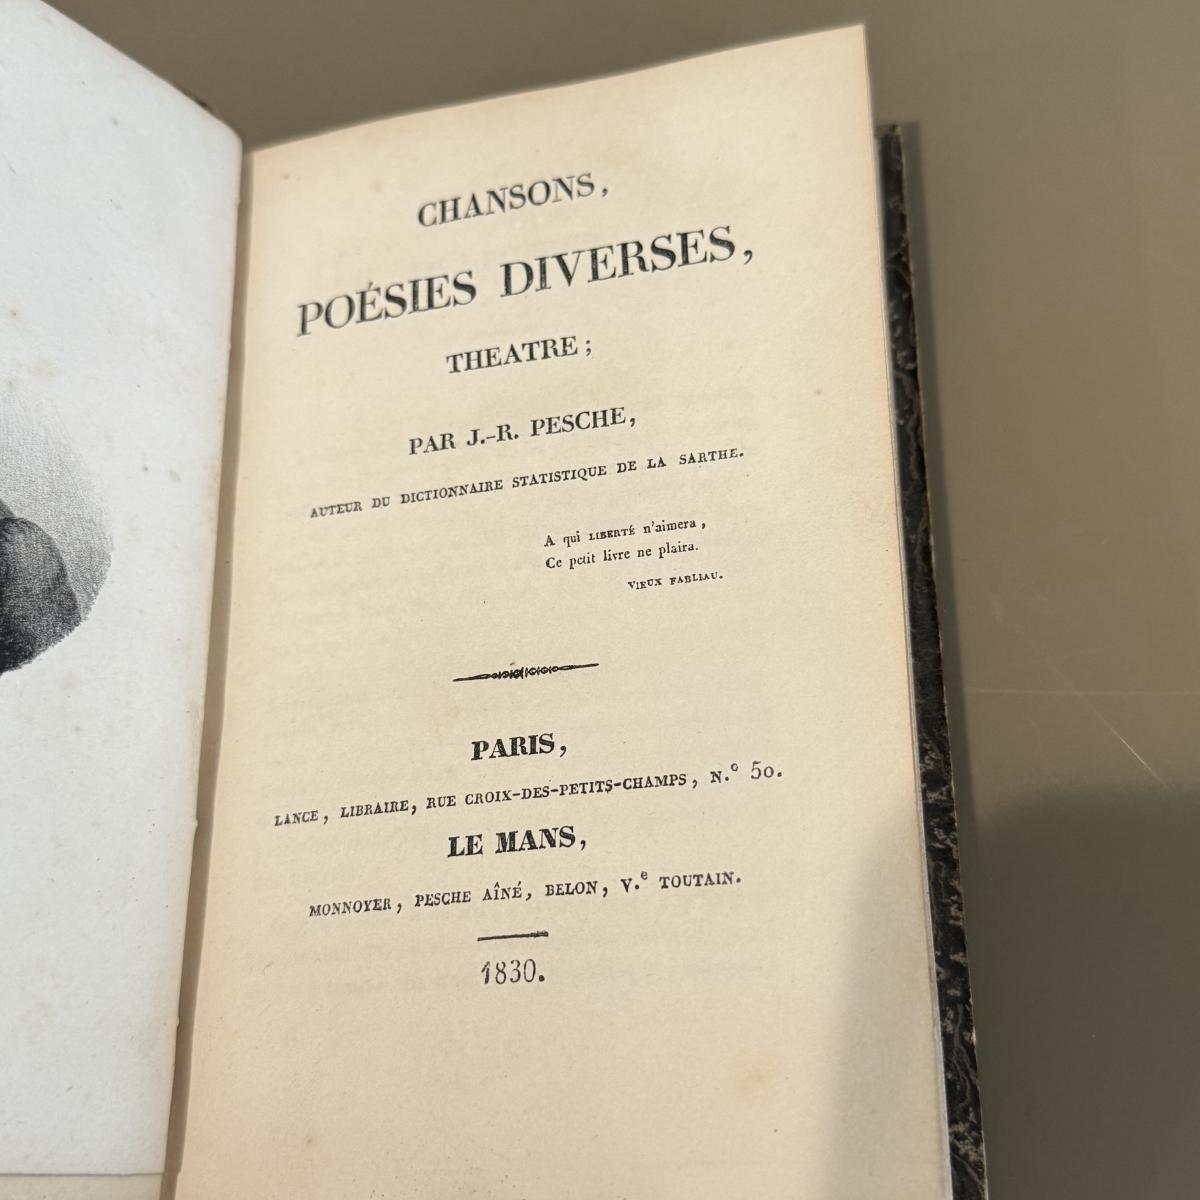 CHANSONS,
POÉSIES DIVERSES,
THEATRE;
PAR J.-R. PESCHE,
AUTEUR DU DICTIONNAIRE STATISTIQUE DE LA SARTHE.
A qui LIBERTÉ n'aimera,
Ce petit livre ne plaira.
VIEUX FABLIAU.
PARIS,
LANCE, LIBRAIRE, RUE CROIX-DES-PETITS-CHAMPS, N.º 50.
LE MANS,
MONNOYER, PESCHE AÎNÉ, BELON, V.ᵉ TOUTAIN.
1830.